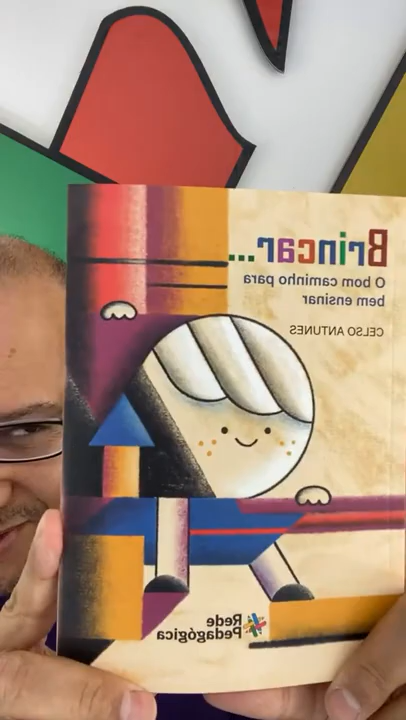 Brincar...
O bom caminho para
bem ensinar
CELSO ANTUNES
Rede
Pedagógica